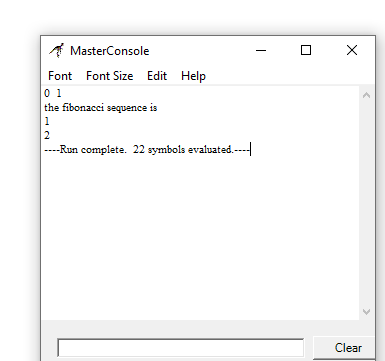 MasterConsole
Font Font Size Edit Help
0 1
the fibonacci sequence is
1
2
----Run complete. 22 symbols evaluated.----
Clear